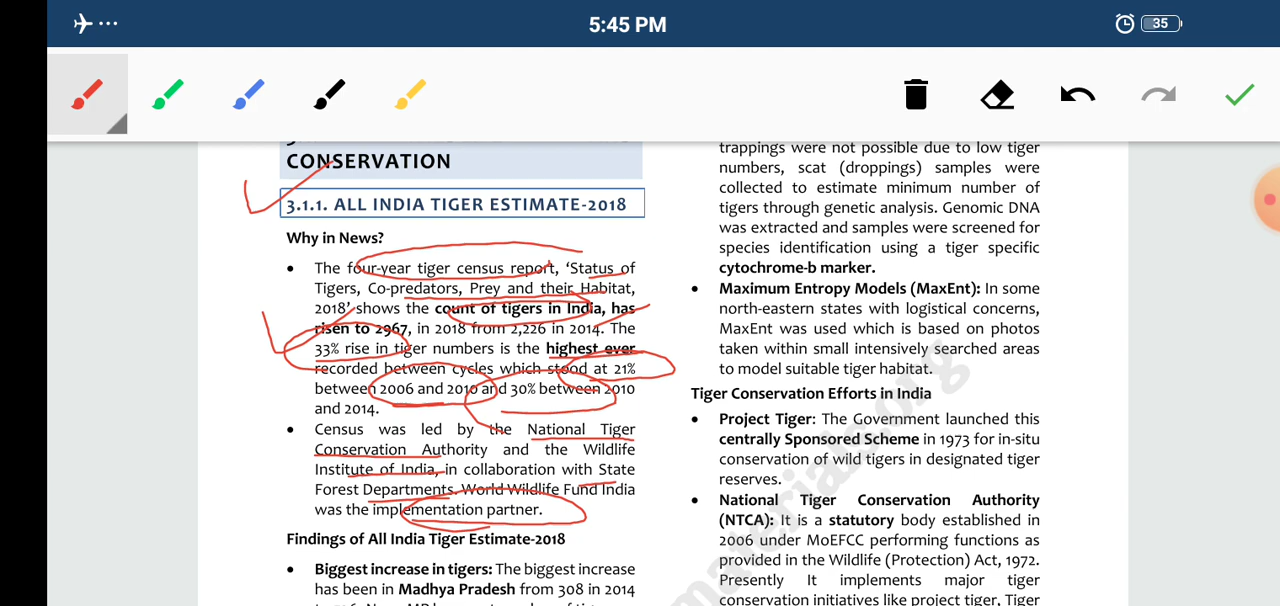 5:45 PM
35
CONSERVATION
3.1.1. ALL INDIA TIGER ESTIMATE-2018
Why in News?
• The four-year tiger census report, ‘Status of
Tigers, Co-predators, Prey and their Habitat,
2018’ shows the count of tigers in India, has
risen to 2967, in 2018 from 2,226 in 2014. The
33% rise in tiger numbers is the highest ever
recorded between cycles which stood at 21%
between 2006 and 2010 and 30% between 2010
and 2014.
• Census was led by the National Tiger
Conservation Authority and the Wildlife
Institute of India, in collaboration with State
Forest Departments. World Wildlife Fund India
was the implementation partner.
Findings of All India Tiger Estimate-2018
• Biggest increase in tigers: The biggest increase
has been in Madhya Pradesh from 308 in 2014
trappings were not possible due to low tiger
numbers, scat (droppings) samples were
collected to estimate minimum number of
tigers through genetic analysis. Genomic DNA
was extracted and samples were screened for
species identification using a tiger specific
cytochrome-b marker.
• Maximum Entropy Models (MaxEnt): In some
north-eastern states with logistical concerns,
MaxEnt was used which is based on photos
taken within small intensively searched areas
to model suitable tiger habitat.
Tiger Conservation Efforts in India
• Project Tiger: The Government launched this
centrally Sponsored Scheme in 1973 for in-situ
conservation of wild tigers in designated tiger
reserves.
• National Tiger Conservation Authority
(NTCA): It is a statutory body established in
2006 under MoEFCC performing functions as
provided in the Wildlife (Protection) Act, 1972.
Presently It implements major tiger
conservation initiatives like project tiger, Tiger
materials.org